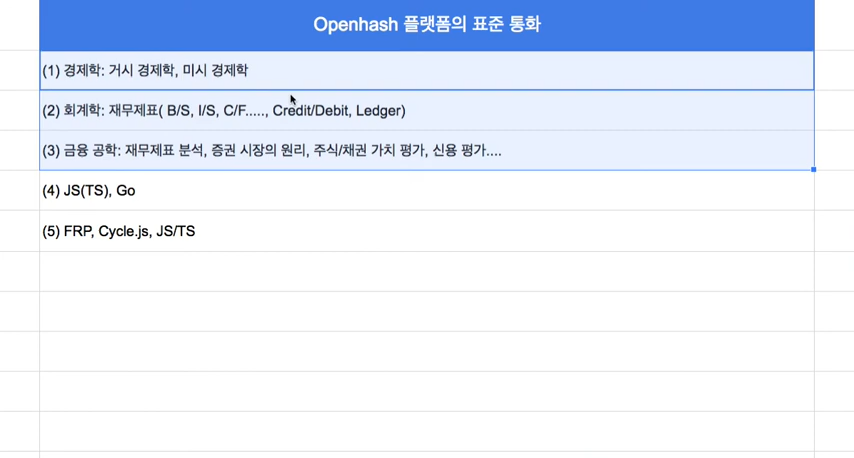 Openhash 플랫폼의 표준 통화
(1) 경제학: 거시 경제학, 미시 경제학
(2) 회계학: 재무제표( B/S, I/S, C/F....., Credit/Debit, Ledger)
(3) 금융 공학: 재무제표 분석, 증권 시장의 원리, 주식/채권 가치 평가, 신용 평가....
(4) JS(TS), Go
(5) FRP, Cycle.js, JS/TS